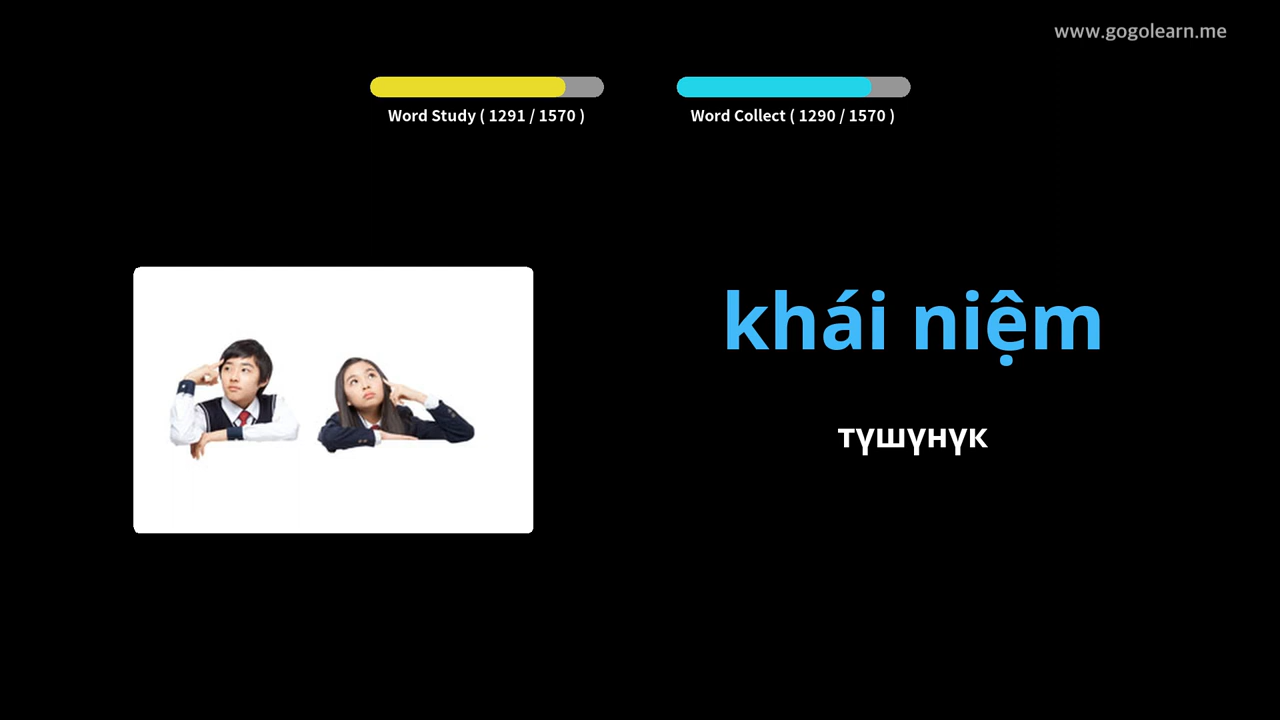 www.gogolearn.me
Word Study ( 1291 / 1570 )
Word Collect ( 1290 / 1570 )
khái niệm
түшүнүк